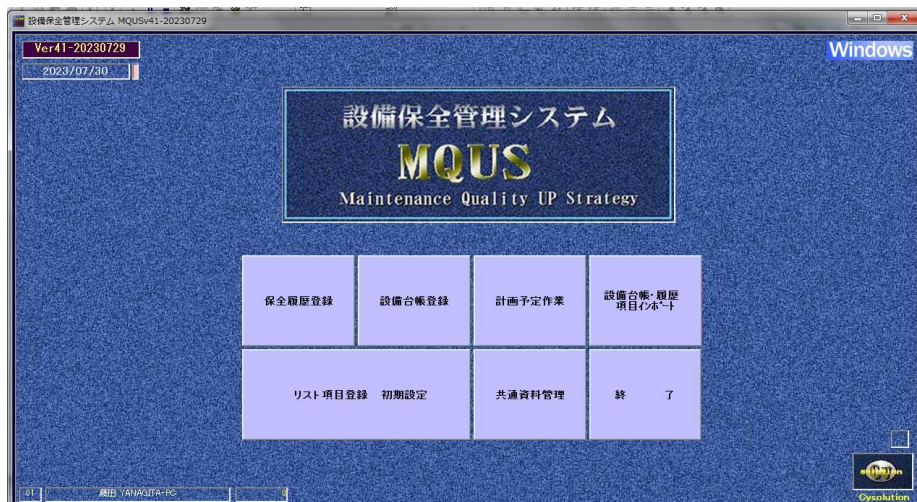 設備保全管理システム MQUSv41-20230729
Ver41-20230729
Windows
2023/07/30
設備保全管理システム
MQUS
Maintenance Quality UP Strategy
保全履歴登録
設備台帳登録
計画予定作業
設備台帳・履歴
項目インポート
リスト項目登録 初期設定
共通資料管理
終 了
01
藤田 YANAGITA-PC
0
Cysolution